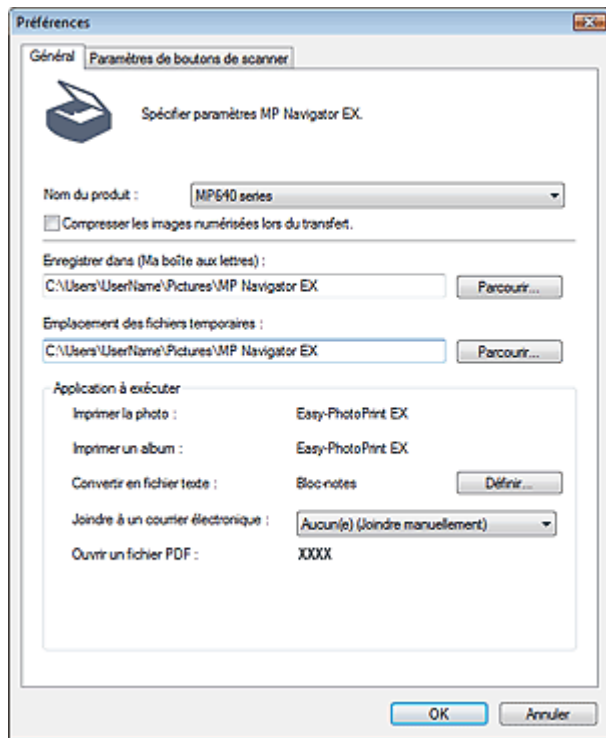 Préférences
Général Paramètres de boutons de scanner
Spécifier paramètres MP Navigator EX.
Nom du produit : MP640 series
Compresser les images numérisées lors du transfert.
Enregistrer dans (Ma boîte aux lettres) :
C:\Users\UserName\Pictures\MP Navigator EX Parcourir...
Emplacement des fichiers temporaires :
C:\Users\UserName\Pictures\MP Navigator EX Parcourir...
Application à exécuter
Imprimer la photo : Easy-PhotoPrint EX
Imprimer un album : Easy-PhotoPrint EX
Convertir en fichier texte : Bloc-notes Définir...
Joindre à un courrier électronique : Aucun(e) (Joindre manuellement)
Ouvrir un fichier PDF : XXXX
OK Annuler